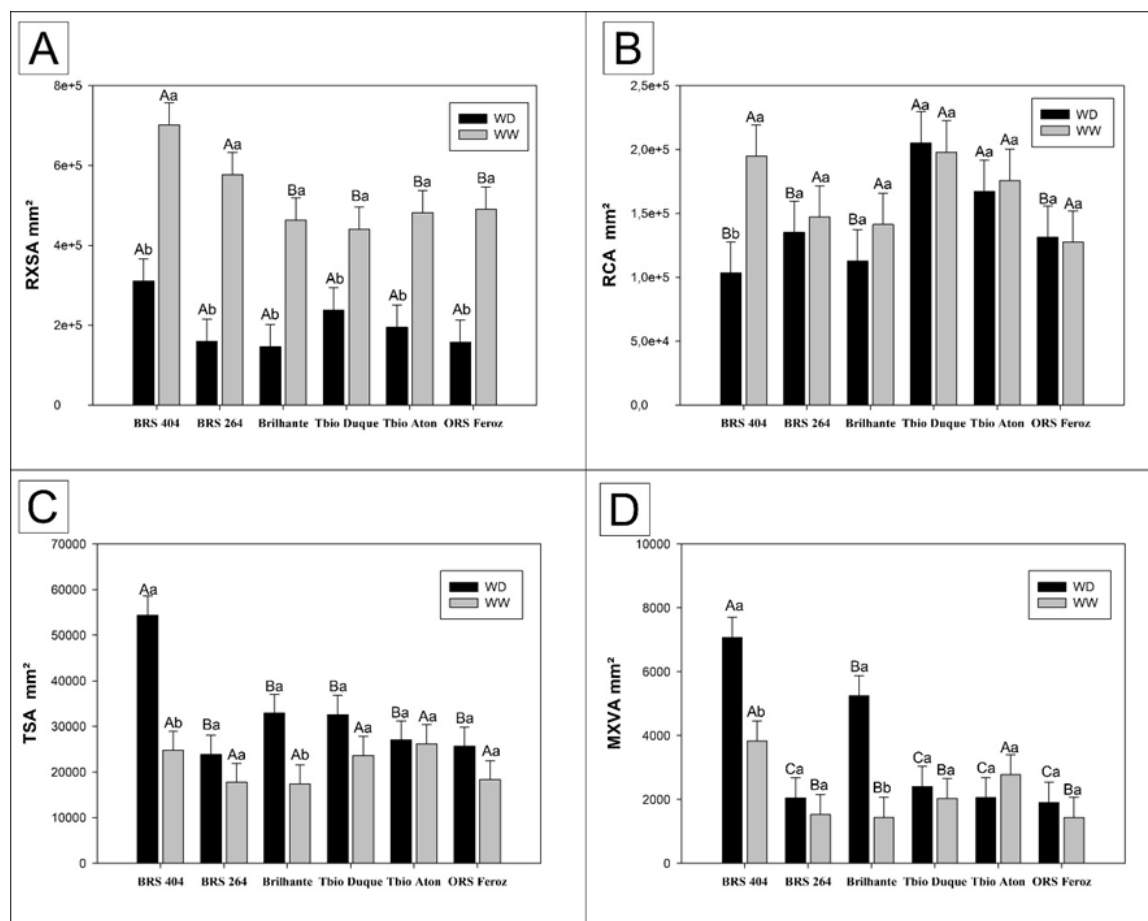 A
RXSA mm²
8e+5
6e+5
4e+5
2e+5
0
WD
WW
Ab Aa Ab Aa Ab Ba Ab Ba Ab Ba Ab Ba
BRS 404 BRS 264 Brilhante Tbio Duque Tbio Aton ORS Feroz
B
RCA mm²
2,5e+5
2,0e+5
1,5e+5
1,0e+5
5,0e+4
0,0
WD
WW
Bb Aa Ba Aa Ba Aa Aa Aa Aa Aa Ba Aa
BRS 404 BRS 264 Brilhante Tbio Duque Tbio Aton ORS Feroz
C
TSA mm²
70000
60000
50000
40000
30000
20000
10000
0
WD
WW
Aa Ab Ba Aa Ba Ab Ba Aa Ba Aa Ba Aa
BRS 404 BRS 264 Brilhante Tbio Duque Tbio Aton ORS Feroz
D
MXVA mm²
10000
8000
6000
4000
2000
0
WD
WW
Aa Ab Ca Ba Ba Bb Ca Ba Ca Aa Ca Ba
BRS 404 BRS 264 Brilhante Tbio Duque Tbio Aton ORS Feroz